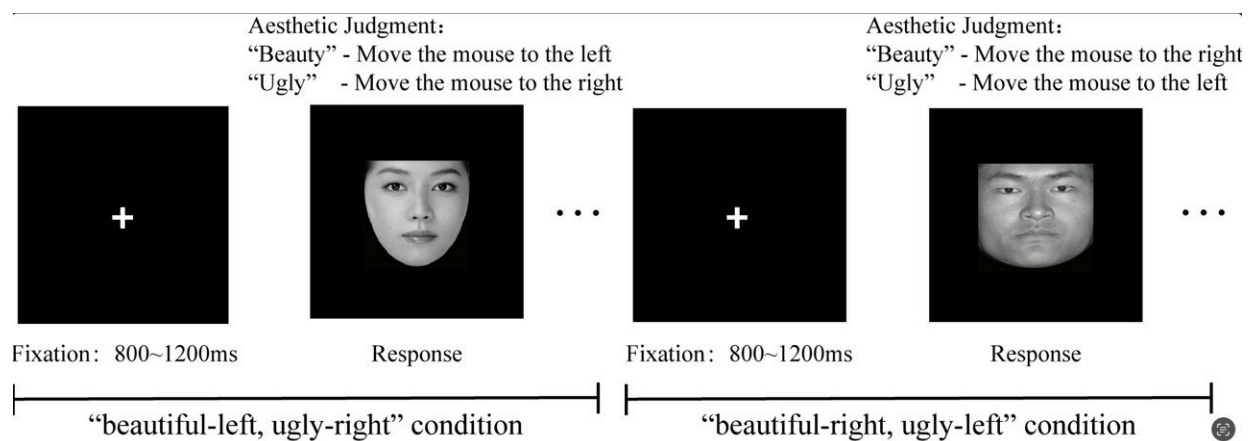 Aesthetic Judgment:
“Beauty” - Move the mouse to the left
“Ugly” - Move the mouse to the right
Aesthetic Judgment:
“Beauty” - Move the mouse to the right
“Ugly” - Move the mouse to the left
+
...
+
...
Fixation: 800~1200ms
Response
Fixation: 800~1200ms
Response
“beautiful-left, ugly-right” condition
“beautiful-right, ugly-left” condition